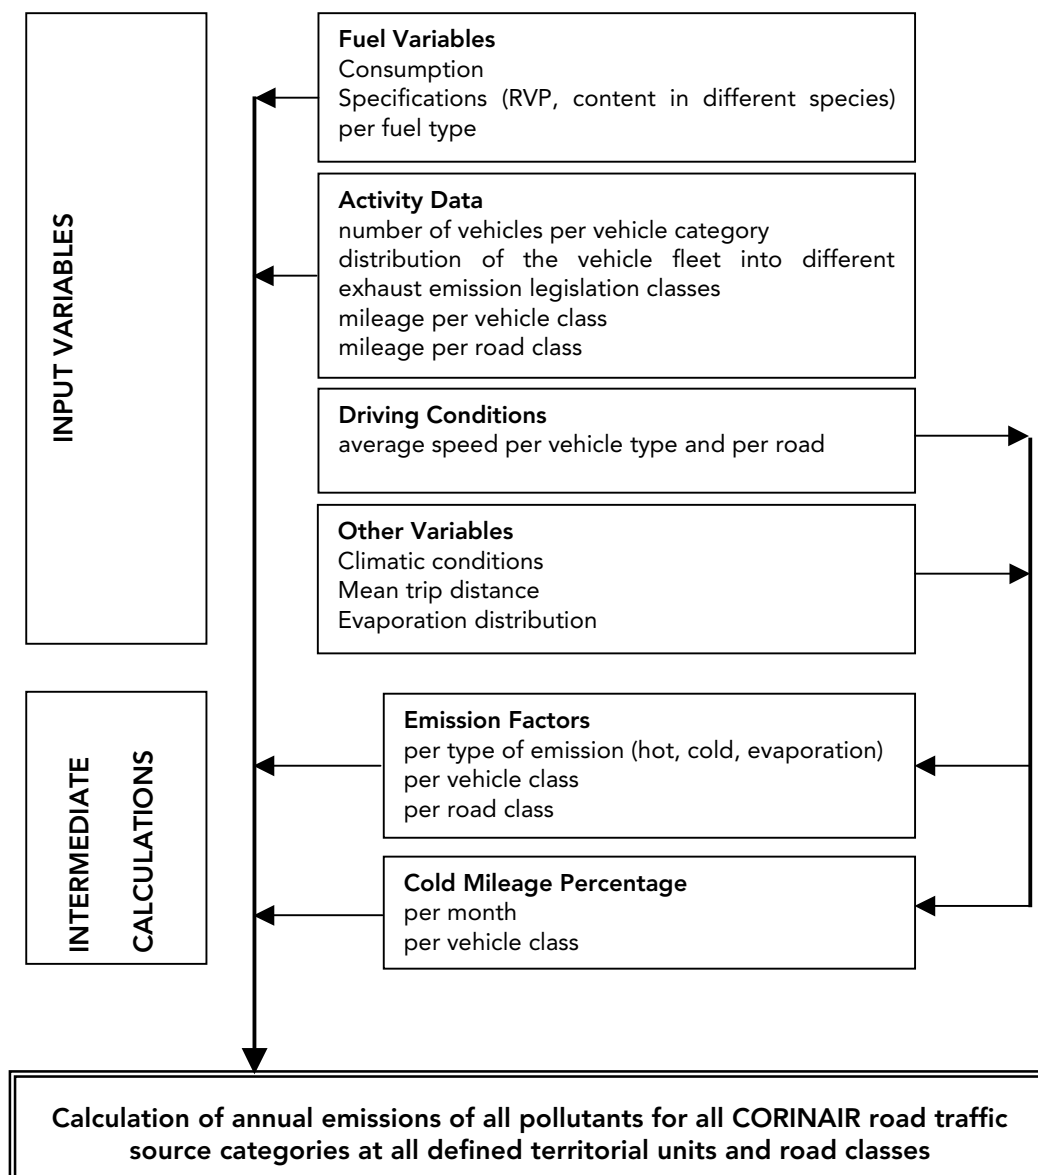 INPUT VARIABLES
Fuel Variables
Consumption
Specifications (RVP, content in different species)
per fuel type
Activity Data
number of vehicles per vehicle category
distribution of the vehicle fleet into different
exhaust emission legislation classes
mileage per vehicle class
mileage per road class
Driving Conditions
average speed per vehicle type and per road
Other Variables
Climatic conditions
Mean trip distance
Evaporation distribution
INTERMEDIATE
CALCULATIONS
Emission Factors
per type of emission (hot, cold, evaporation)
per vehicle class
per road class
Cold Mileage Percentage
per month
per vehicle class
Calculation of annual emissions of all pollutants for all CORINAIR road traffic
source categories at all defined territorial units and road classes